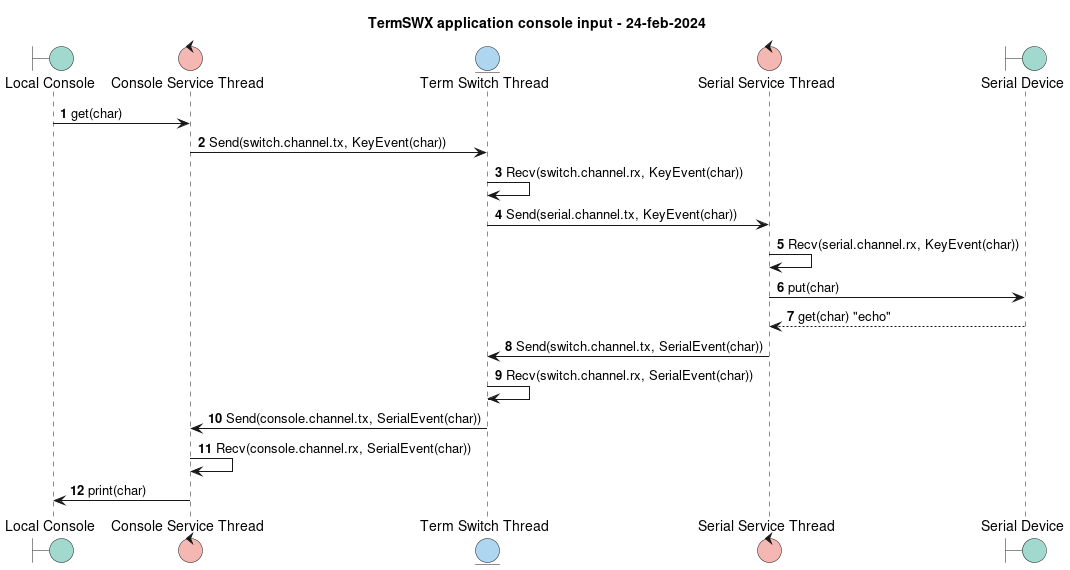 TermSWX application console input - 24-feb-2024
Local Console
Console Service Thread
Term Switch Thread
Serial Service Thread
Serial Device
1 get(char)
2 Send(switch.channel.tx, KeyEvent(char))
3 Recv(switch.channel.rx, KeyEvent(char))
4 Send(serial.channel.tx, KeyEvent(char))
5 Recv(serial.channel.rx, KeyEvent(char))
6 put(char)
7 get(char) "echo"
8 Send(switch.channel.tx, SerialEvent(char))
9 Recv(switch.channel.rx, SerialEvent(char))
10 Send(console.channel.tx, SerialEvent(char))
11 Recv(console.channel.rx, SerialEvent(char))
12 print(char)
Local Console
Console Service Thread
Term Switch Thread
Serial Service Thread
Serial Device